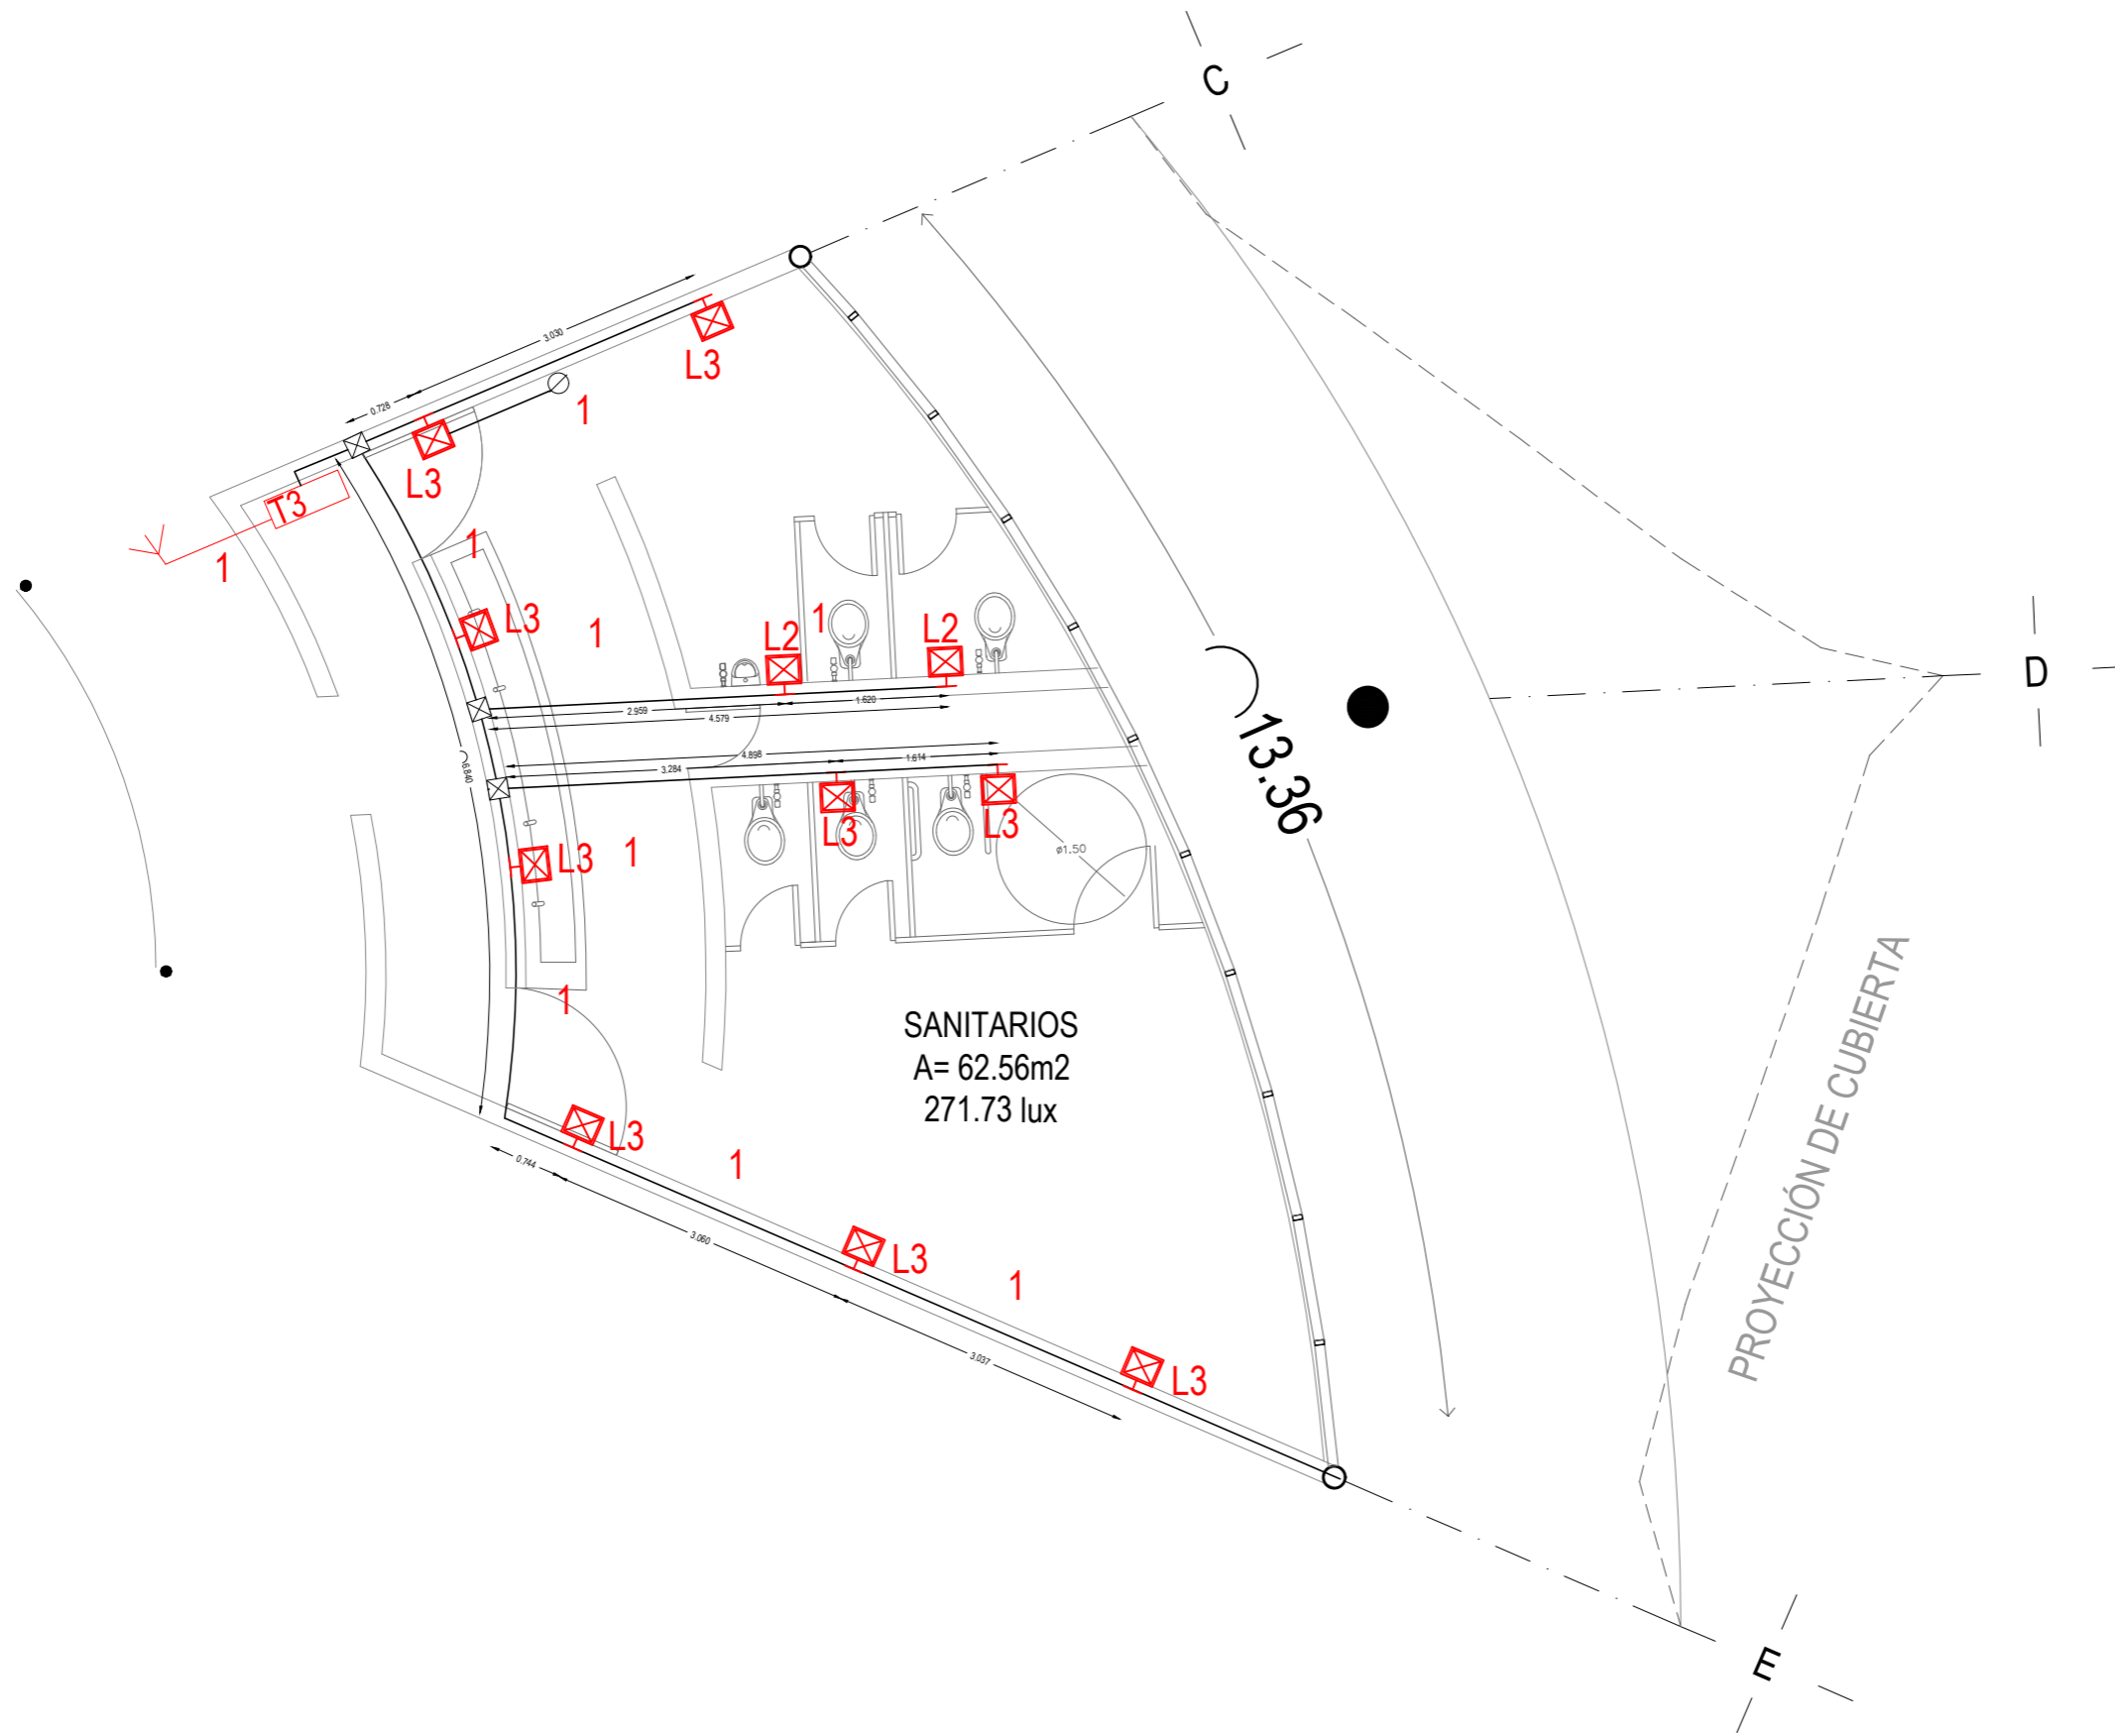 C
3.030
L3
0.728
1
L3
T3
1
1
L3
1
L2
1
L2
D
2.959
1.620
4.579
4.898
3.284
1.614
6.840
13.36
L3
L3
L3
1
ø1.50
1
SANITARIOS
A= 62.56m2
271.73 lux
PROYECCIÓN DE CUBIERTA
L3
1
0.744
3.060
L3
1
3.037
L3
E